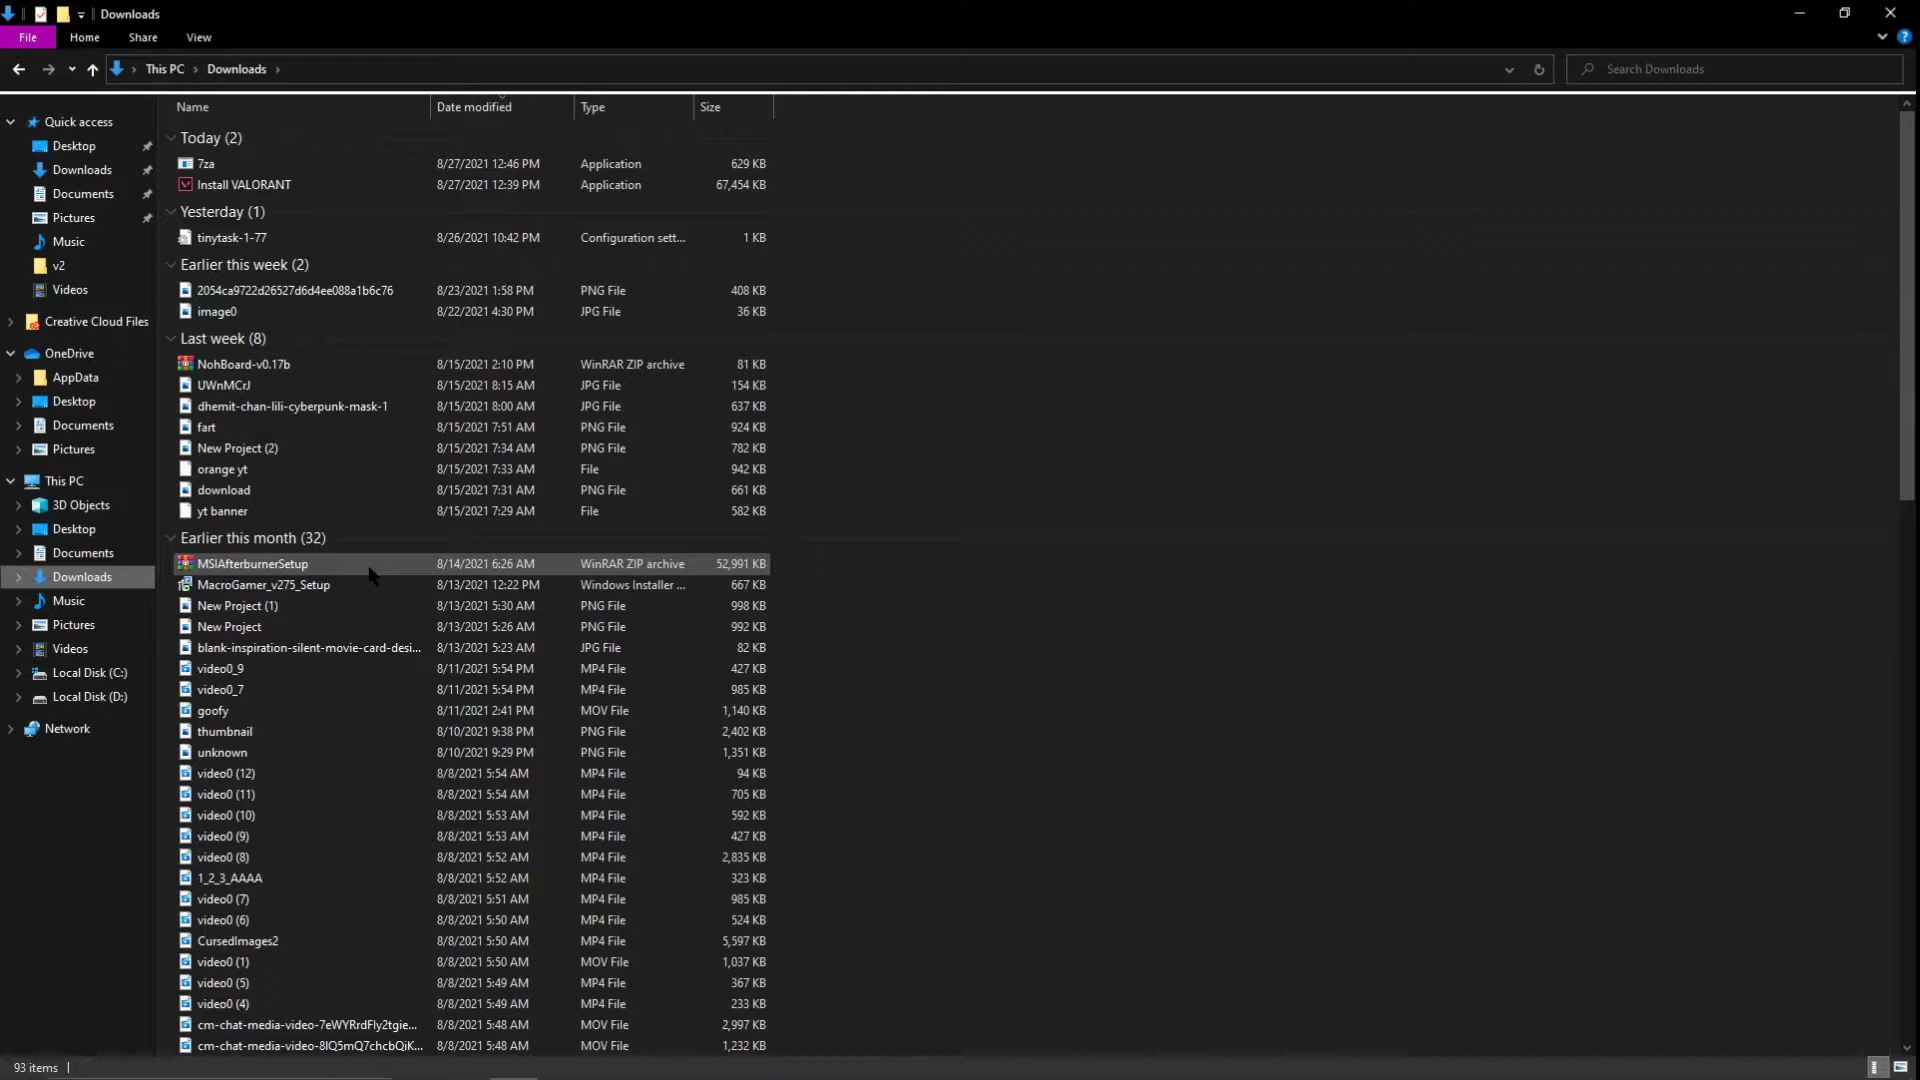 Downloads
File Home Share View
This PC Downloads Search Downloads
Name Date modified Type Size
Quick access
Desktop
Downloads
Documents
Pictures
Music
v2
Videos
Creative Cloud Files
OneDrive
AppData
Desktop
Documents
Pictures
This PC
3D Objects
Desktop
Documents
Downloads
Music
Pictures
Videos
Local Disk (C:)
Local Disk (D:)
Network
Today (2)
7za 8/27/2021 12:46 PM Application 629 KB
Install VALORANT 8/27/2021 12:39 PM Application 67,454 KB
Yesterday (1)
tinytask-1-77 8/26/2021 10:42 PM Configuration sett... 1 KB
Earlier this week (2)
2054ca9722d26527d6d4ee088a1b6c76 8/23/2021 1:58 PM PNG File 408 KB
image0 8/22/2021 4:30 PM JPG File 36 KB
Last week (8)
NohBoard-v0.17b 8/15/2021 2:10 PM WinRAR ZIP archive 81 KB
UWnMCrJ 8/15/2021 8:15 AM JPG File 154 KB
dhemit-chan-lili-cyberpunk-mask-1 8/15/2021 8:00 AM JPG File 637 KB
fart 8/15/2021 7:51 AM PNG File 924 KB
New Project (2) 8/15/2021 7:34 AM PNG File 782 KB
orange yt 8/15/2021 7:33 AM File 942 KB
download 8/15/2021 7:31 AM PNG File 661 KB
yt banner 8/15/2021 7:29 AM File 582 KB
Earlier this month (32)
MSIAfterburnerSetup 8/14/2021 6:26 AM WinRAR ZIP archive 52,991 KB
MacroGamer_v275_Setup 8/13/2021 12:22 PM Windows Installer ... 667 KB
New Project (1) 8/13/2021 5:30 AM PNG File 998 KB
New Project 8/13/2021 5:26 AM PNG File 992 KB
blank-inspiration-silent-movie-card-desi... 8/13/2021 5:23 AM JPG File 82 KB
video0_9 8/11/2021 5:54 PM MP4 File 427 KB
video0_7 8/11/2021 5:54 PM MP4 File 985 KB
goofy 8/11/2021 2:41 PM MOV File 1,140 KB
thumbnail 8/10/2021 9:38 PM PNG File 2,402 KB
unknown 8/10/2021 9:29 PM PNG File 1,351 KB
video0 (12) 8/8/2021 5:54 AM MP4 File 94 KB
video0 (11) 8/8/2021 5:54 AM MP4 File 705 KB
video0 (10) 8/8/2021 5:53 AM MP4 File 592 KB
video0 (9) 8/8/2021 5:53 AM MP4 File 427 KB
video0 (8) 8/8/2021 5:52 AM MP4 File 2,835 KB
1_2_3_AAAA 8/8/2021 5:52 AM MP4 File 323 KB
video0 (7) 8/8/2021 5:51 AM MP4 File 985 KB
video0 (6) 8/8/2021 5:50 AM MP4 File 524 KB
CursedImages2 8/8/2021 5:50 AM MP4 File 5,597 KB
video0 (1) 8/8/2021 5:50 AM MOV File 1,037 KB
video0 (5) 8/8/2021 5:49 AM MP4 File 367 KB
video0 (4) 8/8/2021 5:49 AM MP4 File 233 KB
cm-chat-media-video-7eWYRrdFly2tgie... 8/8/2021 5:48 AM MOV File 2,997 KB
cm-chat-media-video-8IQ5mQ7chcbQiK... 8/8/2021 5:48 AM MOV File 1,232 KB
93 items